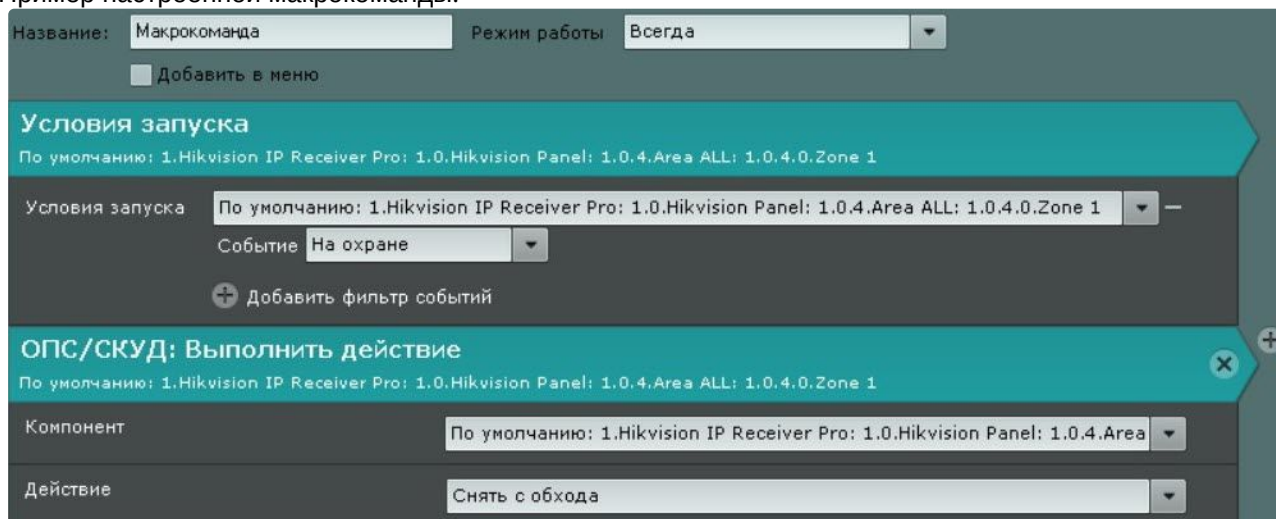 Пример настроенной макрокоманды:
Название: Макрокоманда Режим работы Всегда
Добавить в меню
Условия запуска
По умолчанию: 1.Hikvision IP Receiver Pro: 1.0.Hikvision Panel: 1.0.4.Area ALL: 1.0.4.0.Zone 1
Условия запуска По умолчанию: 1.Hikvision IP Receiver Pro: 1.0.Hikvision Panel: 1.0.4.Area ALL: 1.0.4.0.Zone 1
Событие На охране
Добавить фильтр событий
ОПС/СКУД: Выполнить действие
По умолчанию: 1.Hikvision IP Receiver Pro: 1.0.Hikvision Panel: 1.0.4.Area ALL: 1.0.4.0.Zone 1
Компонент По умолчанию: 1.Hikvision IP Receiver Pro: 1.0.Hikvision Panel: 1.0.4.Area
Действие Снять с обхода